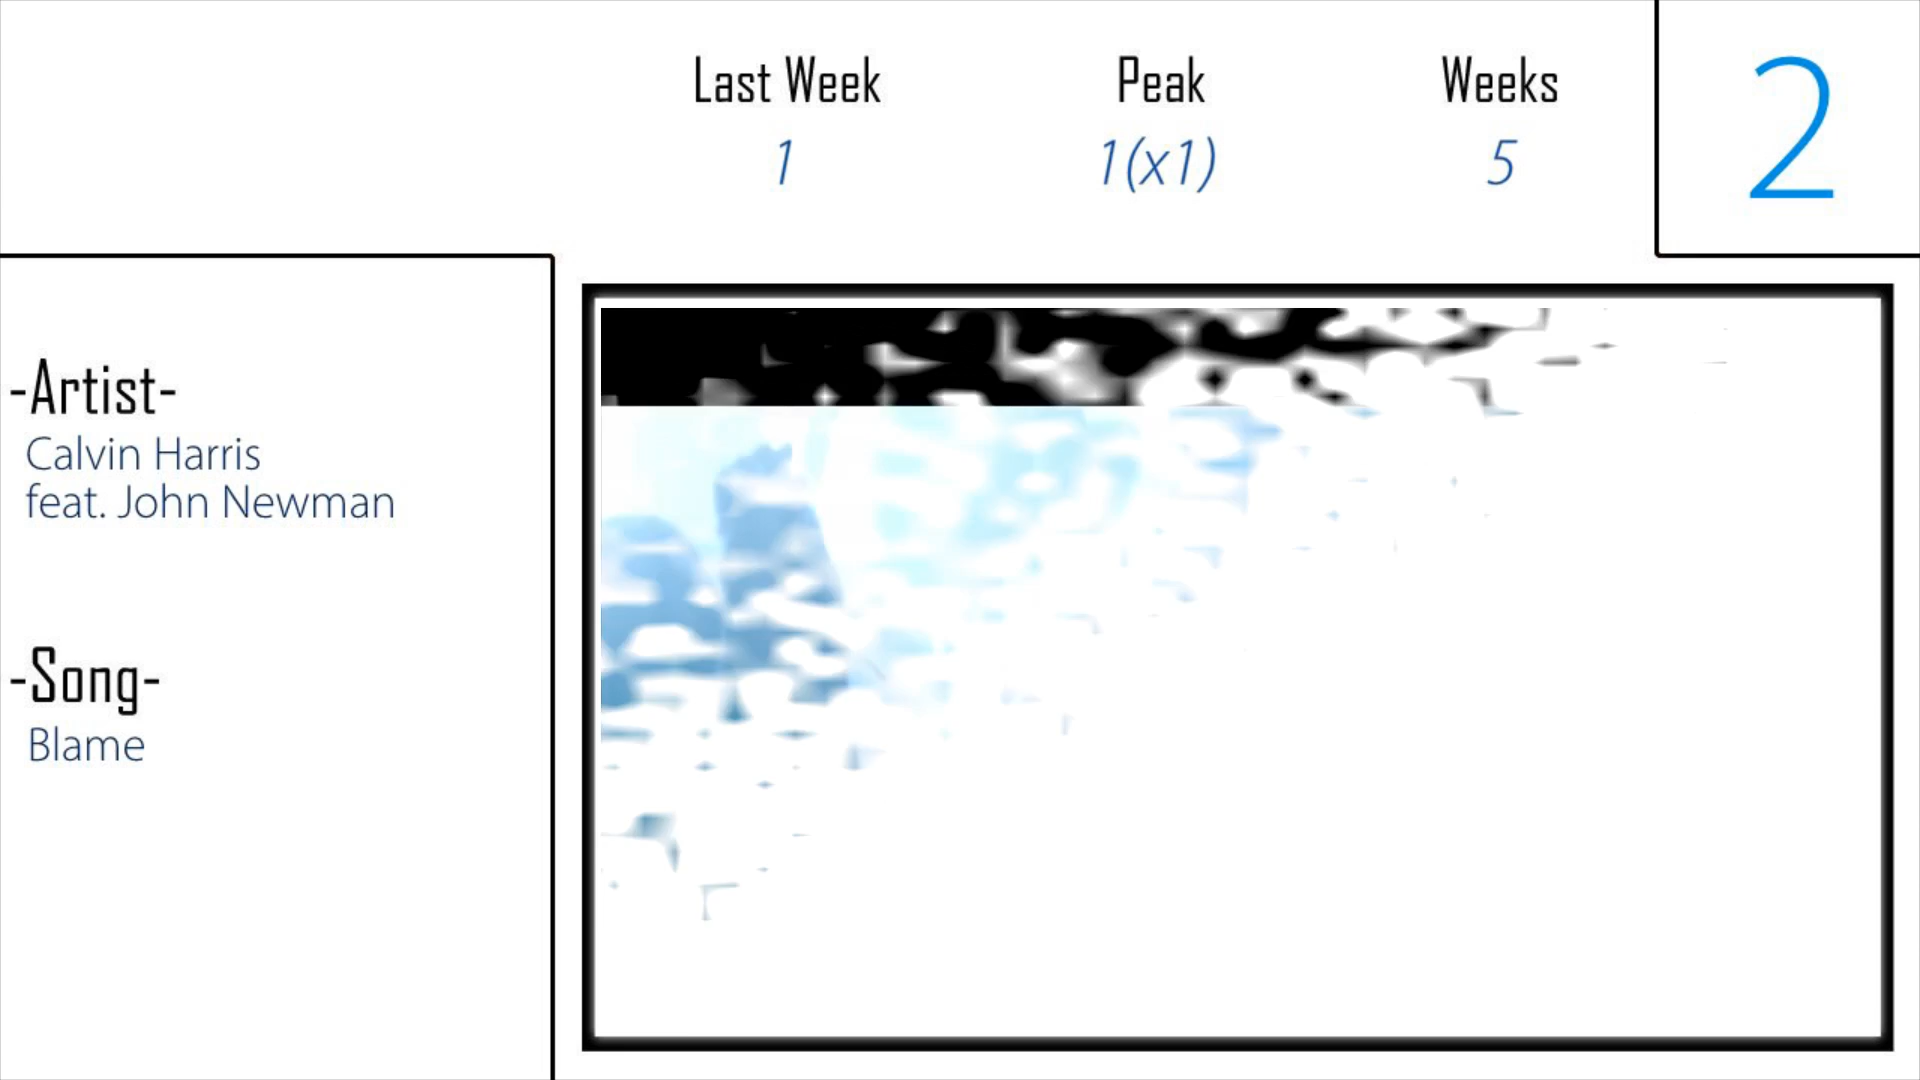 Last Week
Peak
Weeks
2
1
1(x1)
5
-Artist-
Calvin Harris
feat. John Newman
-Song-
Blame